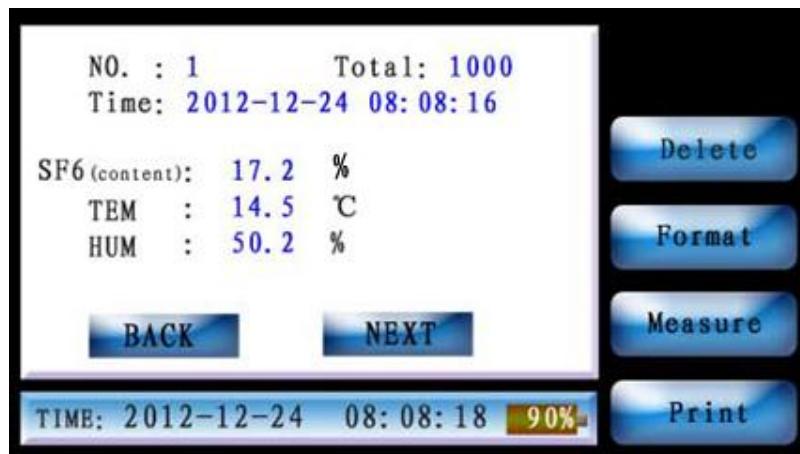 NO. : 1 Total: 1000
Time: 2012-12-24 08:08:16
SF6 (content): 17.2 %
TEM : 14.5 ℃
HUM : 50.2 %
BACK NEXT
TIME: 2012-12-24 08:08:18 90%
Delete
Format
Measure
Print